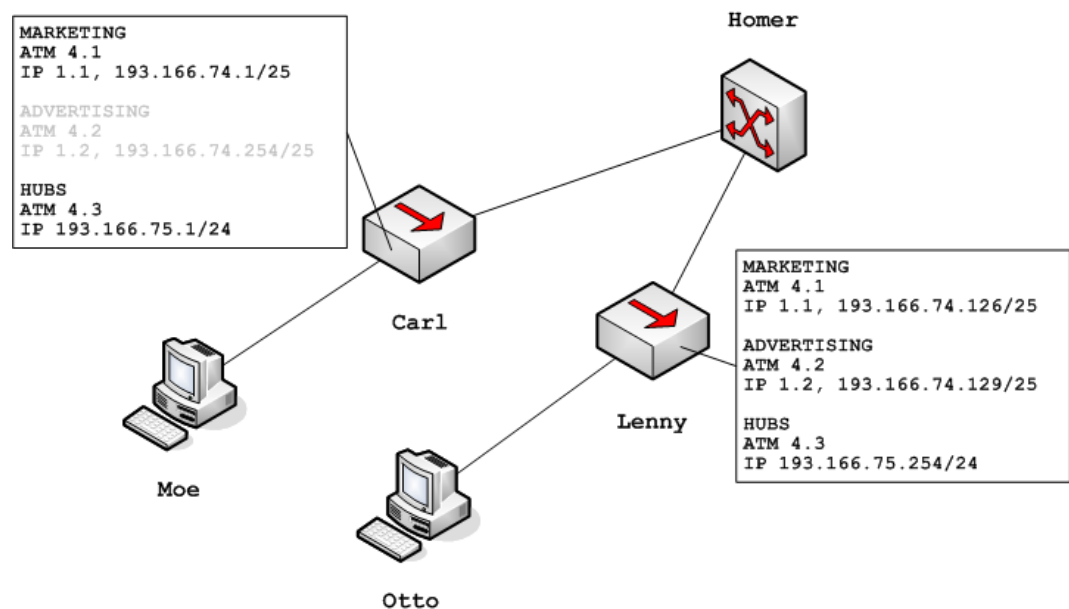 Homer
MARKETING
ATM 4.1
IP 1.1, 193.166.74.1/25
ADVERTISING
ATM 4.2
IP 1.2, 193.166.74.254/25
HUBS
ATM 4.3
IP 193.166.75.1/24
Carl
MARKETING
ATM 4.1
IP 1.1, 193.166.74.126/25
ADVERTISING
ATM 4.2
IP 1.2, 193.166.74.129/25
HUBS
ATM 4.3
IP 193.166.75.254/24
Lenny
Moe
Otto